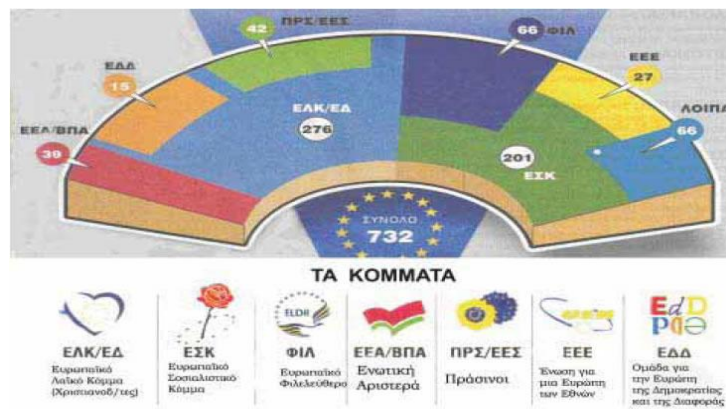 42 ΠΡΣ/ΕΕΣ
66 ΦΙΛ
ΕΔΔ
15
ΕΕΕ
27
ΕΕΑ/ΒΠΑ
39
ΕΛΚ/ΕΔ
276
ΛΟΙΠΑ
66
201
ΕΣΚ
ΣΥΝΟΛΟ
732
ΤΑ ΚΟΜΜΑΤΑ
ELDR
EdD
ΕΛΚ/ΕΔ
Ευρωπαϊκό
Λαϊκό Κόμμα
(Χριστιανοδ/τες)
ΕΣΚ
Ευρωπαϊκό
Σοσιαλιστικό
Κόμμα
ΦΙΛ
Ευρωπαϊκό
Φιλελεύθερο
ΕΕΑ/ΒΠΑ
Ενωτική
Αριστερά
ΠΡΣ/ΕΕΣ
Πράσινοι
ΕΕΕ
Ένωση για
μια Ευρώπη
των Εθνών
ΕΔΔ
Ομάδα για
την Ευρώπη
της Δημοκρατίας
και της Διαφοράς